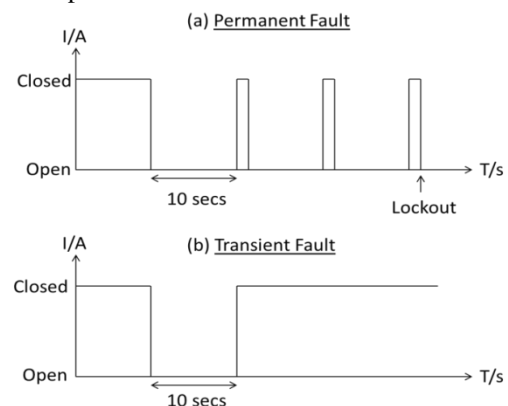 (a) Permanent Fault
I/A
Closed
Open
T/s
10 secs
Lockout
(b) Transient Fault
I/A
Closed
Open
T/s
10 secs